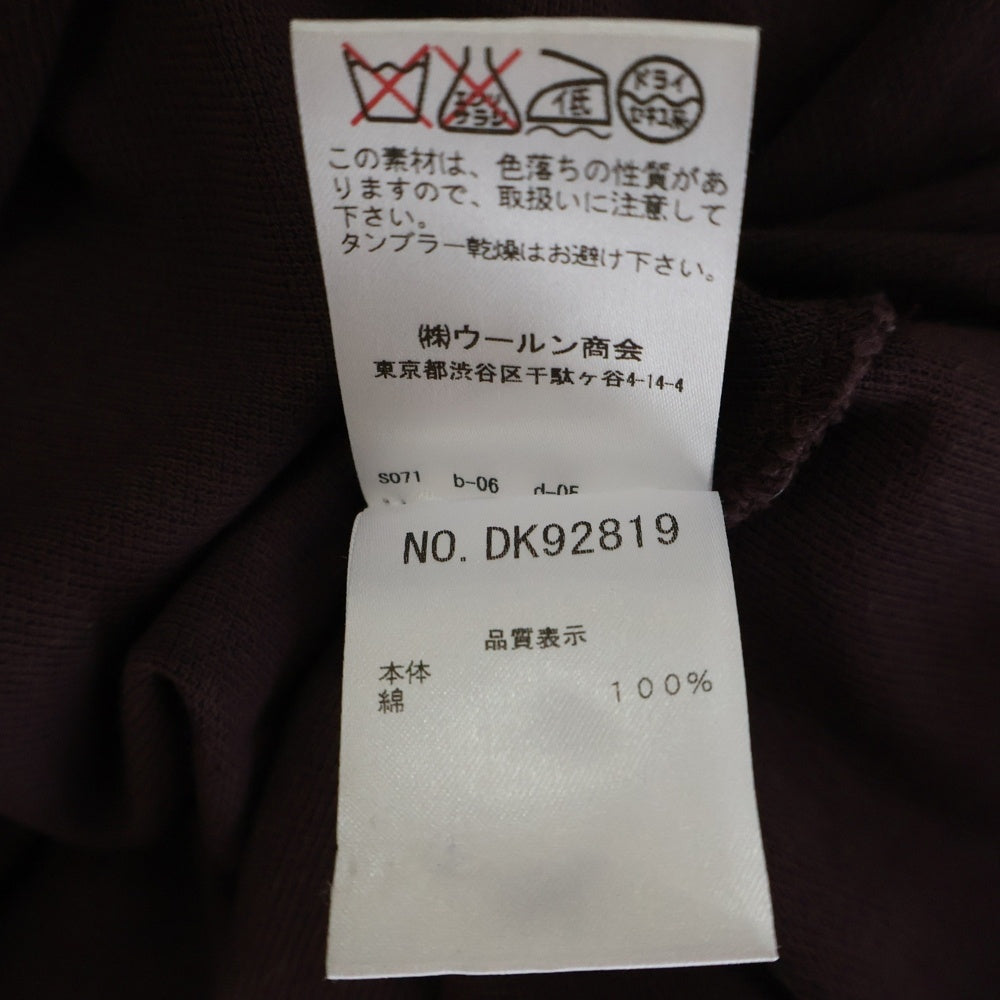 エンソ
フラシ
低
ドライ
セキユ系
この素材は、色落ちの性質があ
りますので、取扱いに注意して
下さい。
タンブラー乾燥はお避け下さい。
㈱ウールン商会
東京都渋谷区千駄ヶ谷4-14-4
S071 b-06 d-05
NO. DK92819
品質表示
本体
綿 100%